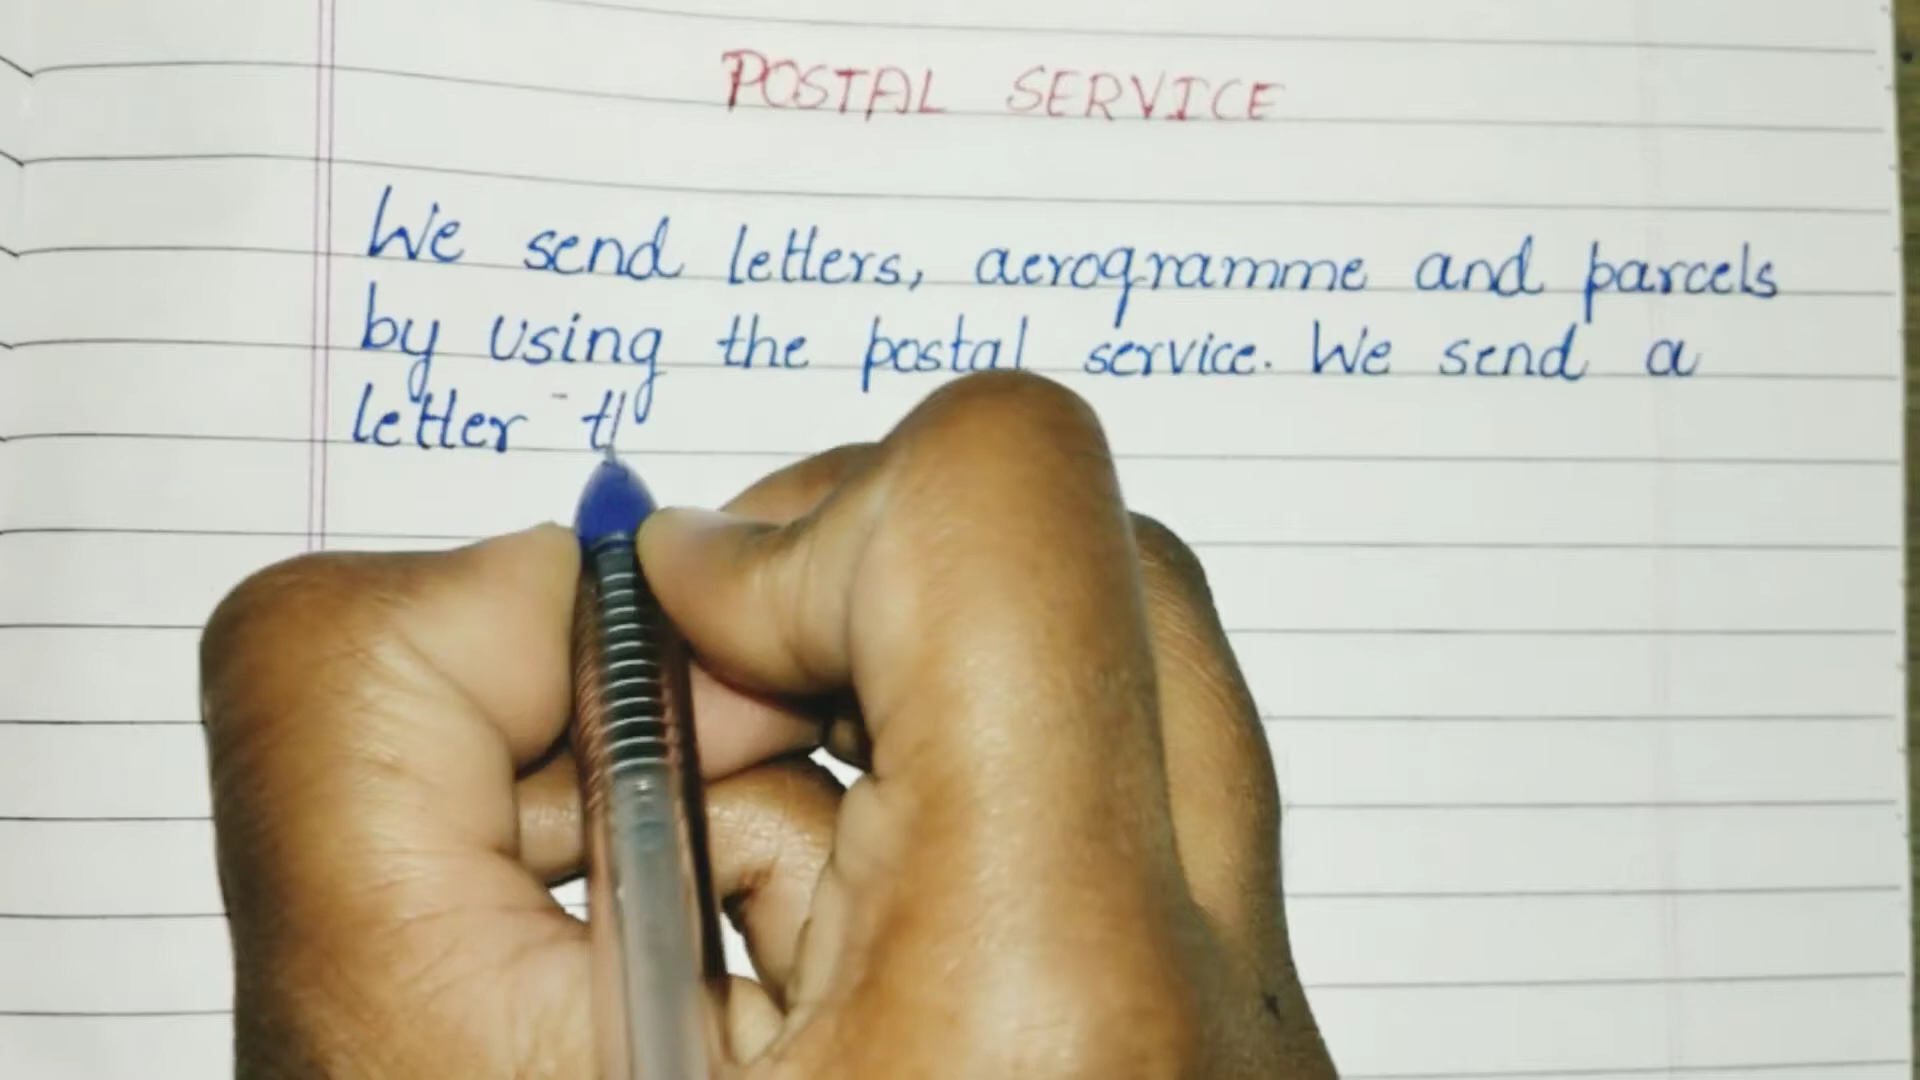 POSTAL SERVICE
We send letters, aerogramme and parcels
by using the postal service. We send a
letter